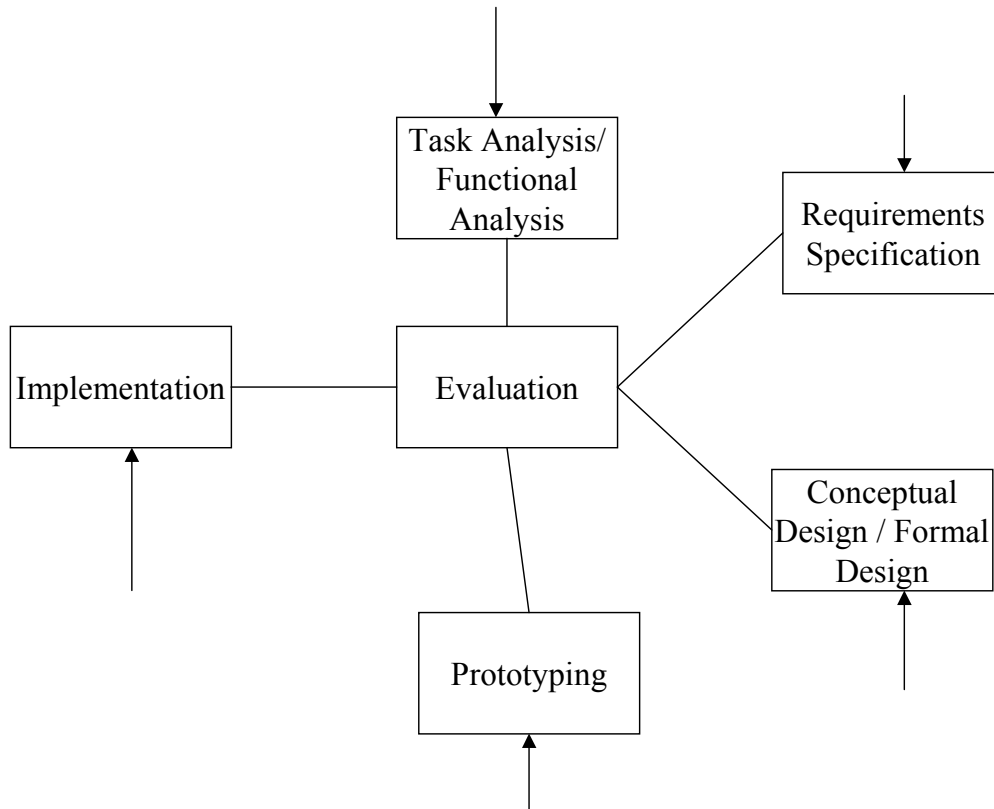 Task Analysis/
Functional
Analysis
Requirements
Specification
Implementation
Evaluation
Conceptual
Design / Formal
Design
Prototyping